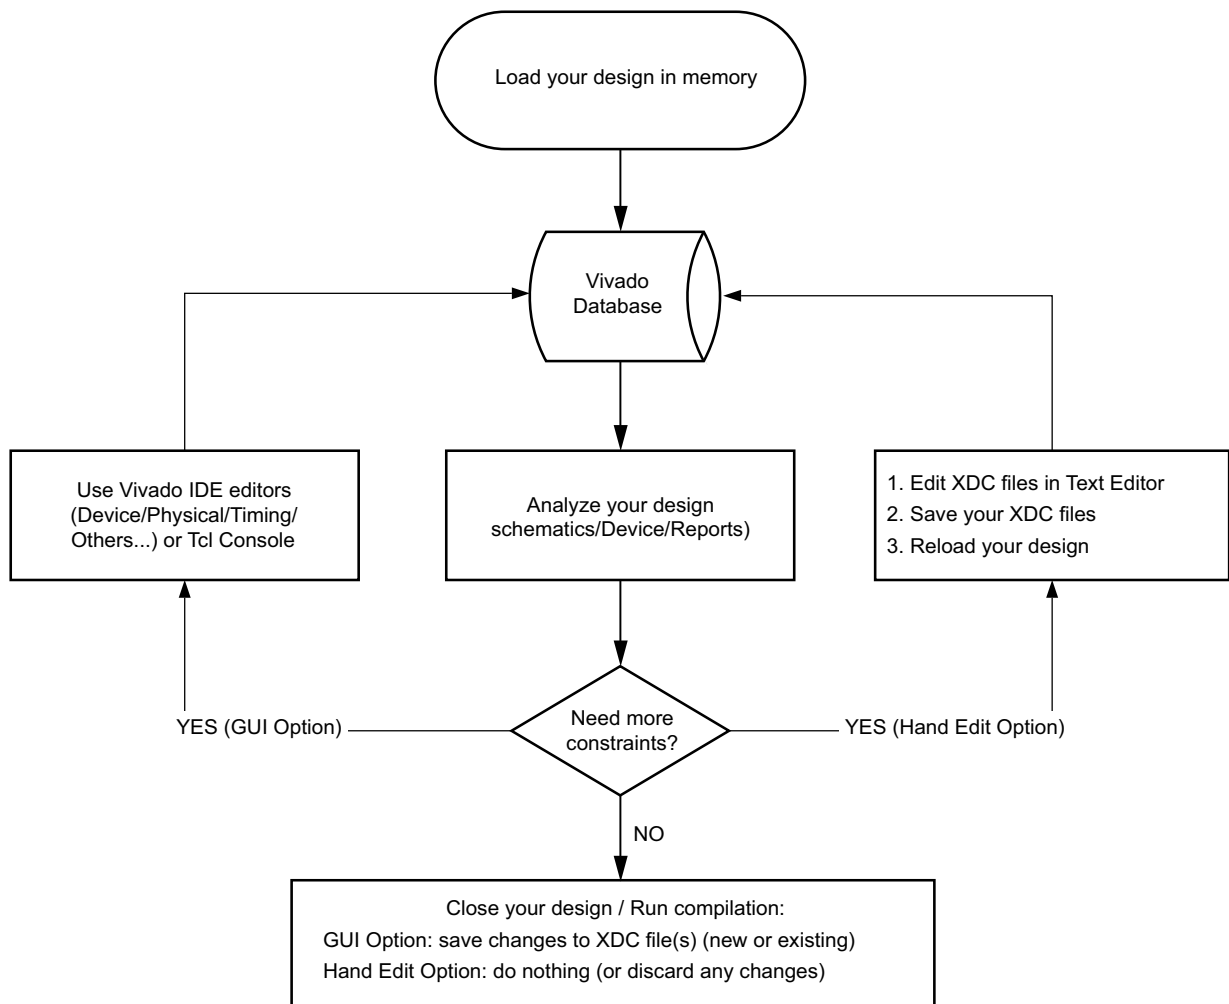 Load your design in memory
Vivado
Database
Use Vivado IDE editors
(Device/Physical/Timing/
Others...) or Tcl Console
Analyze your design
schematics/Device/Reports)
1. Edit XDC files in Text Editor
2. Save your XDC files
3. Reload your design
YES (GUI Option)
Need more
constraints?
YES (Hand Edit Option)
NO
Close your design / Run compilation:
GUI Option: save changes to XDC file(s) (new or existing)
Hand Edit Option: do nothing (or discard any changes)